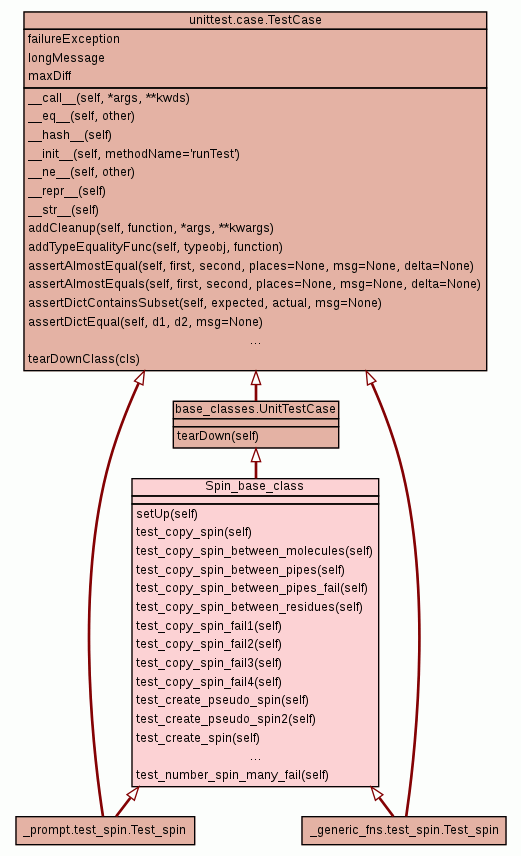 unittest.case.TestCase
failureException
longMessage
maxDiff
__call__(self, *args, **kwds)
__eq__(self, other)
__hash__(self)
__init__(self, methodName='runTest')
__ne__(self, other)
__repr__(self)
__str__(self)
addCleanup(self, function, *args, **kwargs)
addTypeEqualityFunc(self, typeobj, function)
assertAlmostEqual(self, first, second, places=None, msg=None, delta=None)
assertAlmostEquals(self, first, second, places=None, msg=None, delta=None)
assertDictContainsSubset(self, expected, actual, msg=None)
assertDictEqual(self, d1, d2, msg=None)
...
tearDownClass(cls)
base_classes.UnitTestCase
tearDown(self)
Spin_base_class
setUp(self)
test_copy_spin(self)
test_copy_spin_between_molecules(self)
test_copy_spin_between_pipes(self)
test_copy_spin_between_pipes_fail(self)
test_copy_spin_between_residues(self)
test_copy_spin_fail1(self)
test_copy_spin_fail2(self)
test_copy_spin_fail3(self)
test_copy_spin_fail4(self)
test_create_pseudo_spin(self)
test_create_pseudo_spin2(self)
test_create_spin(self)
...
test_number_spin_many_fail(self)
_prompt.test_spin.Test_spin
_generic_fns.test_spin.Test_spin